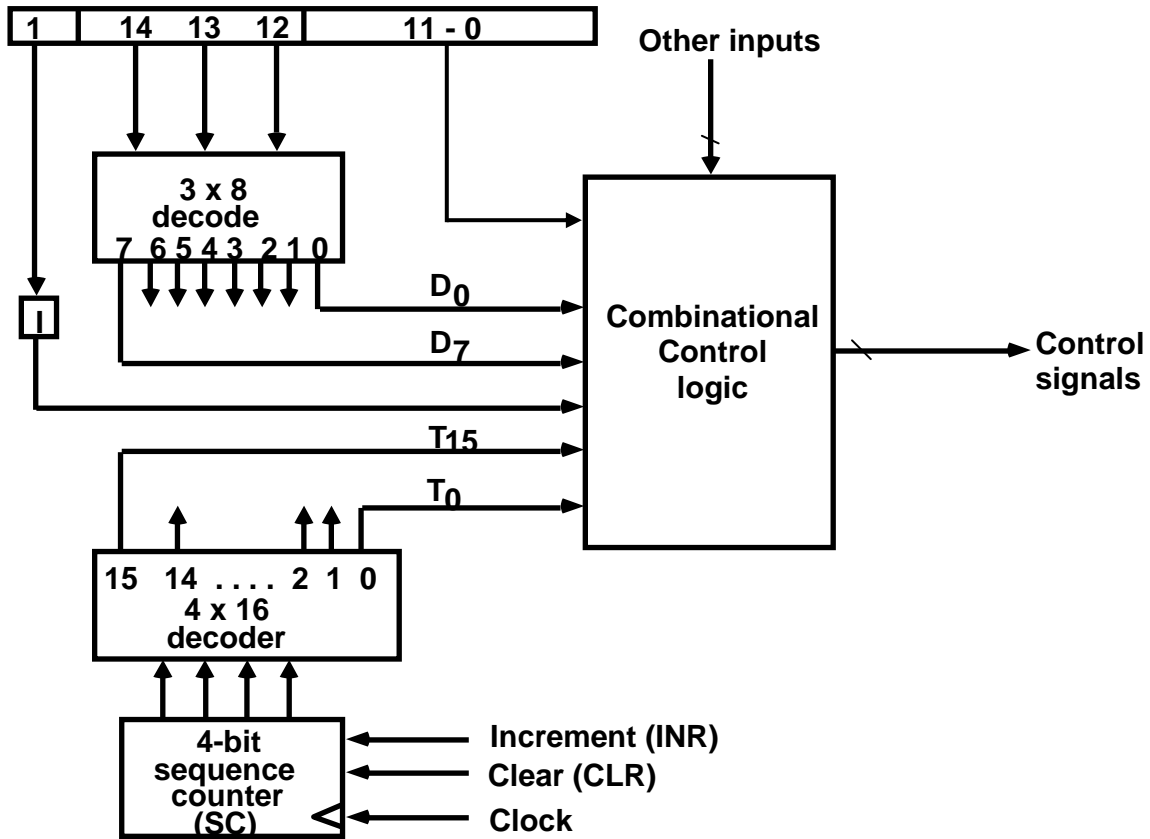 1 14 13 12 11 - 0
Other inputs
3 x 8
decode
7 6 5 4 3 2 1 0
D0
I
D7
Combinational
Control
logic
Control
signals
T15
T0
15 14 . . . . 2 1 0
4 x 16
decoder
4-bit
sequence
counter
(SC)
Increment (INR)
Clear (CLR)
Clock